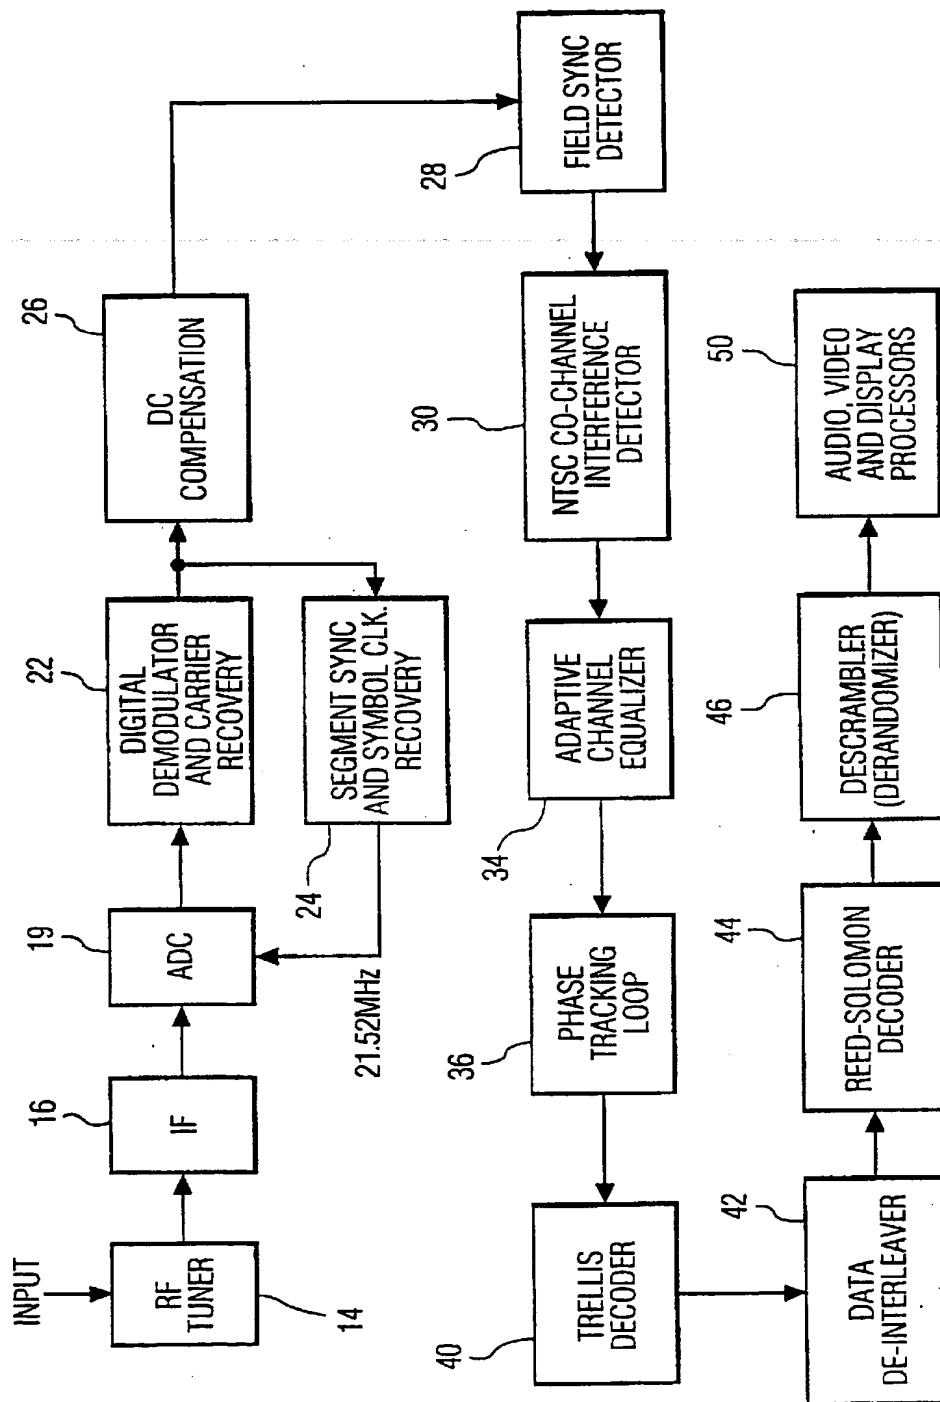 INPUT
RF
TUNER
14
IF
16
ADC
19
21.52MHz
DIGITAL
DEMODULATOR
AND CARRIER
RECOVERY
22
SEGMENT SYNC
AND SYMBOL CLK.
RECOVERY
24
DC
COMPENSATION
26
FIELD SYNC
DETECTOR
28
NTSC CO-CHANNEL
INTERFERENCE
DETECTOR
30
ADAPTIVE
CHANNEL
EQUALIZER
34
PHASE
TRACKING
LOOP
36
TRELLIS
DECODER
40
DATA
DE-INTERLEAVER
42
REED-SOLOMON
DECODER
44
DESCRAMBLER
(DERANDOMIZER)
46
AUDIO, VIDEO
AND DISPLAY
PROCESSORS
50